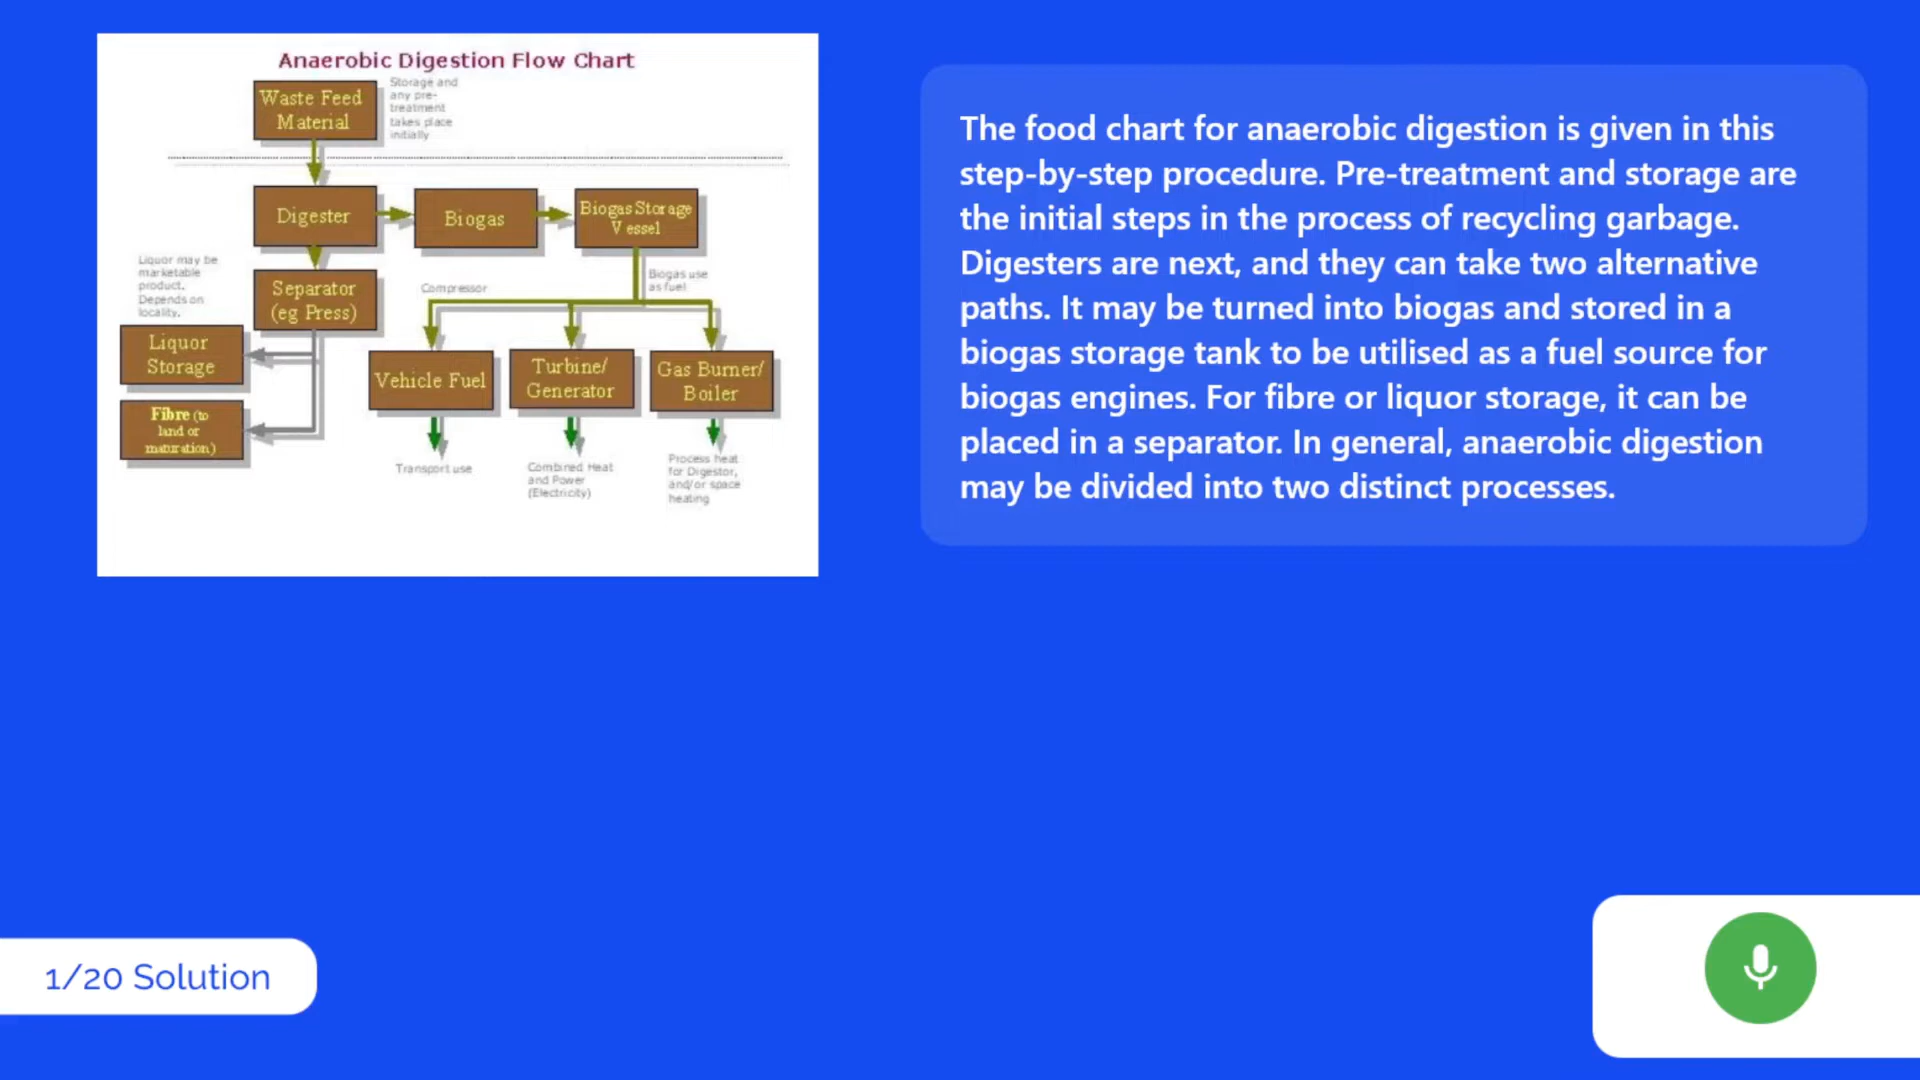 Anaerobic Digestion Flow Chart
Waste Feed
Material
Storage and
any pre-
treatment
takes place
initially
Digester
Biogas
Biogas Storage
Vessel
Liquor may be
marketable
product.
Depends on
locality.
Separator
(eg Press)
Compressor
Biogas use
as fuel
Liquor
Storage
Fibre (to
land or
maturation)
Vehicle Fuel
Turbine/
Generator
Gas Burner/
Boiler
Transport use
Combined Heat
and Power
(Electricity)
Process heat
for Digestor,
and/or space
heating
The food chart for anaerobic digestion is given in this
step-by-step procedure. Pre-treatment and storage are
the initial steps in the process of recycling garbage.
Digesters are next, and they can take two alternative
paths. It may be turned into biogas and stored in a
biogas storage tank to be utilised as a fuel source for
biogas engines. For fibre or liquor storage, it can be
placed in a separator. In general, anaerobic digestion
may be divided into two distinct processes.
1/20 Solution